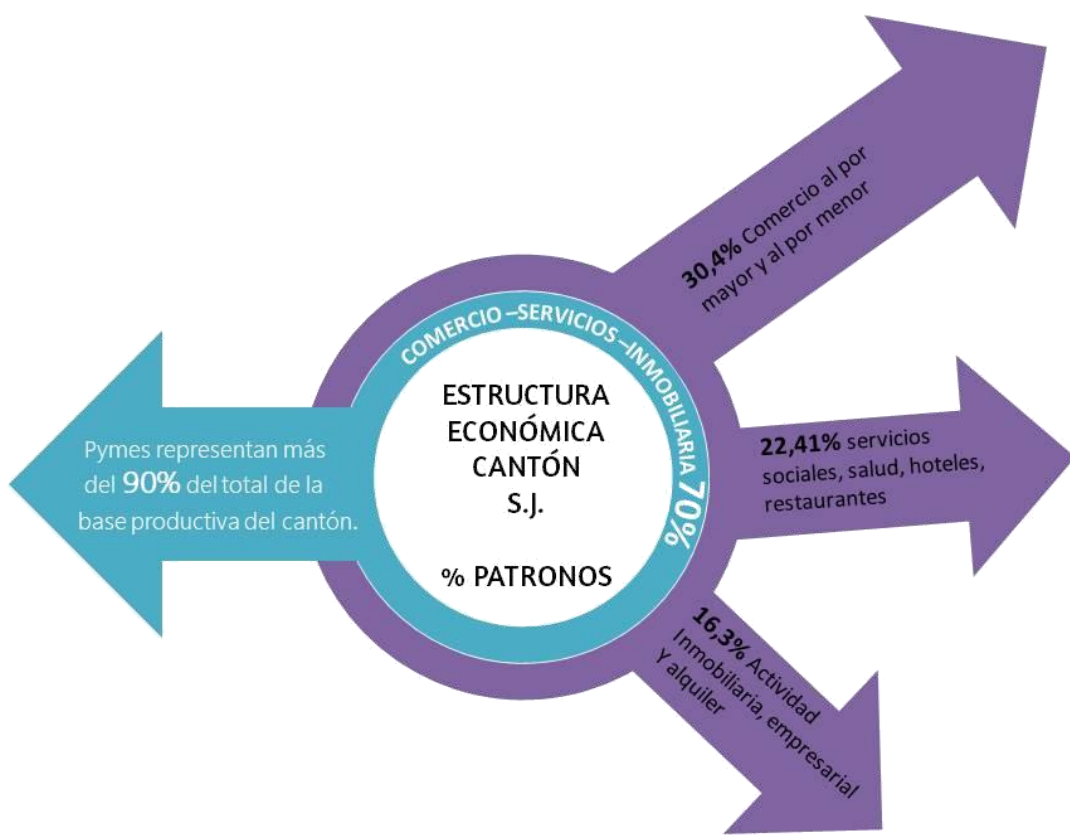 30,4% Comercio al por
mayor y al por menor
COMERCIO –SERVICIOS –INMOBILIARIA 70%
ESTRUCTURA
ECONÓMICA
CANTÓN
S.J.
% PATRONOS
Pymes representan más
del 90% del total de la
base productiva del cantón.
22,41% servicios
sociales, salud, hoteles,
restaurantes
16,3% Actividad
Inmobiliaria, empresarial
Y alquiler